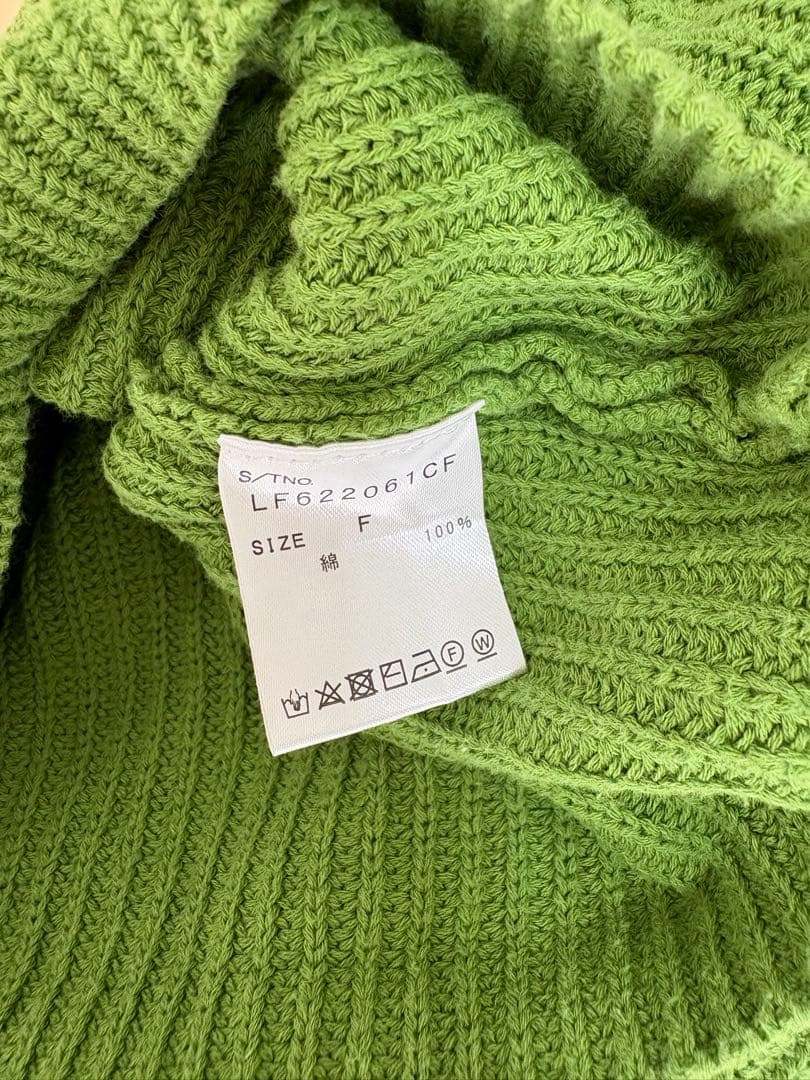 S/TNO.
LF622061CF
SIZE F
綿 100%
F W